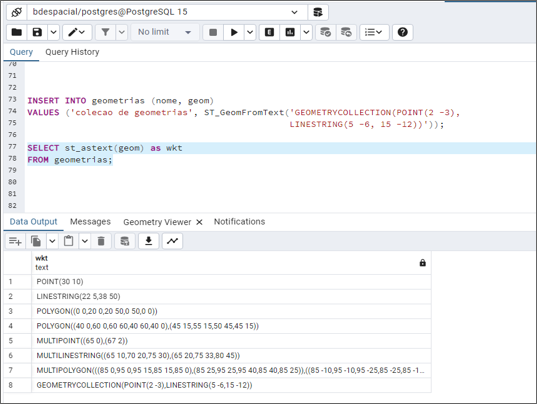 bdespacial/postgres@PostgreSQL 15
No limit
Query Query History
70
71
72
73 INSERT INTO geometrias (nome, geom)
74 VALUES ('colecao de geometrias', ST_GeomFromText('GEOMETRYCOLLECTION(POINT(2 -3),
75 LINESTRING(5 -6, 15 -12))'));
76
77 SELECT st_astext(geom) as wkt
78 FROM geometrias;
79
80
81
82
Data Output Messages Geometry Viewer Notifications
wkt
text
1 POINT(30 10)
2 LINESTRING(22 5,38 50)
3 POLYGON((0 0,20 0,20 50,0 50,0 0))
4 POLYGON((40 0,60 0,60 60,40 60,40 0),(45 15,55 15,50 45,45 15))
5 MULTIPOINT((65 0),(67 2))
6 MULTILINESTRING((65 10,70 20,75 30),(65 20,75 33,80 45))
7 MULTIPOLYGON(((85 0,95 0,95 15,85 15,85 0),(85 25,95 25,95 40,85 40,85 25)),((85 -10,95 -10,95 -25,85 -25,85 -1...
8 GEOMETRYCOLLECTION(POINT(2 -3),LINESTRING(5 -6,15 -12))